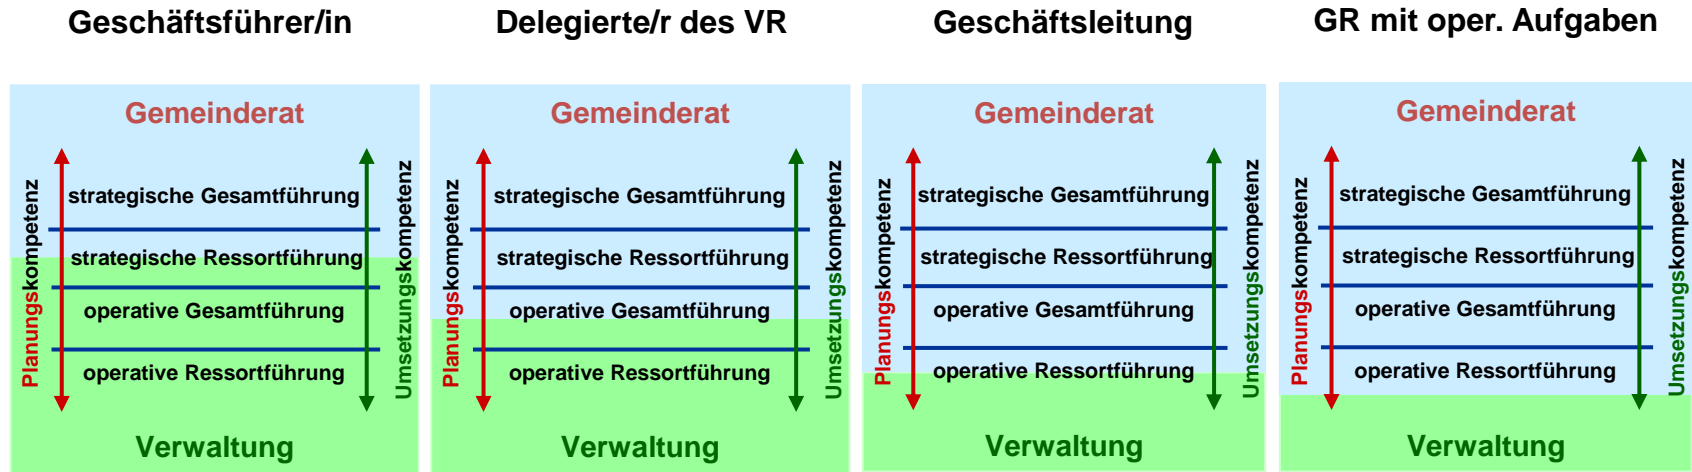 Geschäftsführer/in
Gemeinderat
Planungskompetenz
strategische Gesamtführung
strategische Ressortführung
operative Gesamtführung
operative Ressortführung
Umsetzungskompetenz
Verwaltung
Delegierte/r des VR
Gemeinderat
Planungskompetenz
strategische Gesamtführung
strategische Ressortführung
operative Gesamtführung
operative Ressortführung
Umsetzungskompetenz
Verwaltung
Geschäftsleitung
Gemeinderat
Planungskompetenz
strategische Gesamtführung
strategische Ressortführung
operative Gesamtführung
operative Ressortführung
Umsetzungskompetenz
Verwaltung
GR mit oper. Aufgaben
Gemeinderat
Planungskompetenz
strategische Gesamtführung
strategische Ressortführung
operative Gesamtführung
operative Ressortführung
Umsetzungskompetenz
Verwaltung